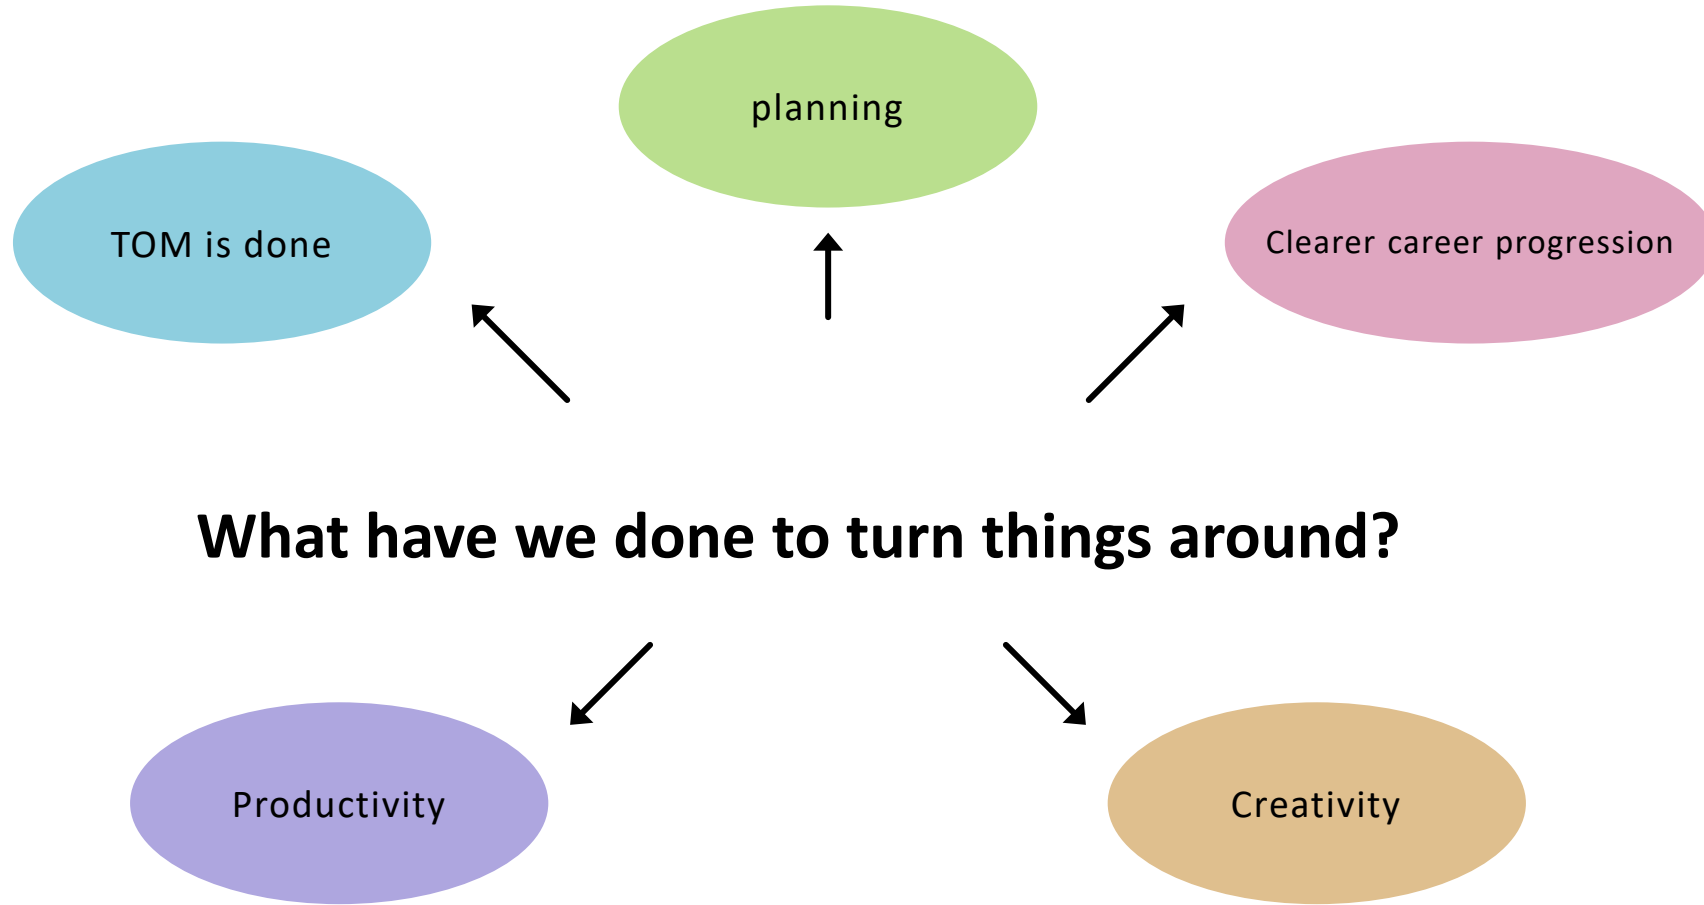 planning
TOM is done
Clearer career progression
What have we done to turn things around?
Productivity
Creativity